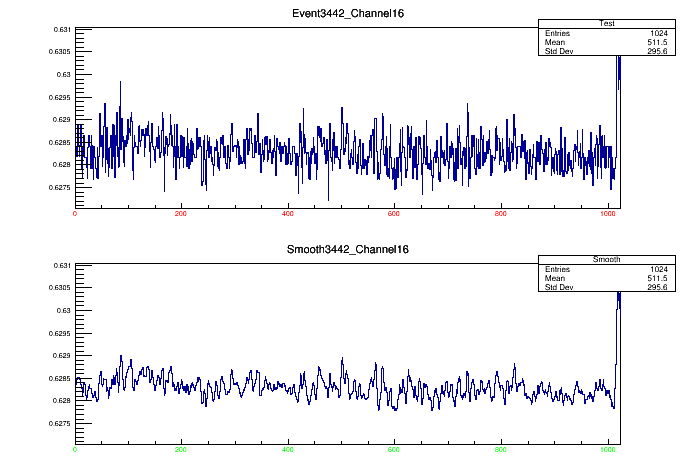 Event3442_Channel16
Test
Entries 1024
Mean 511.5
Std Dev 295.6
0.631
0.6305
0.63
0.6295
0.629
0.6285
0.628
0.6275
0 200 400 600 800 1000
Smooth3442_Channel16
Smooth
Entries 1024
Mean 511.5
Std Dev 295.6
0.631
0.6305
0.63
0.6295
0.629
0.6285
0.628
0.6275
0 200 400 600 800 1000